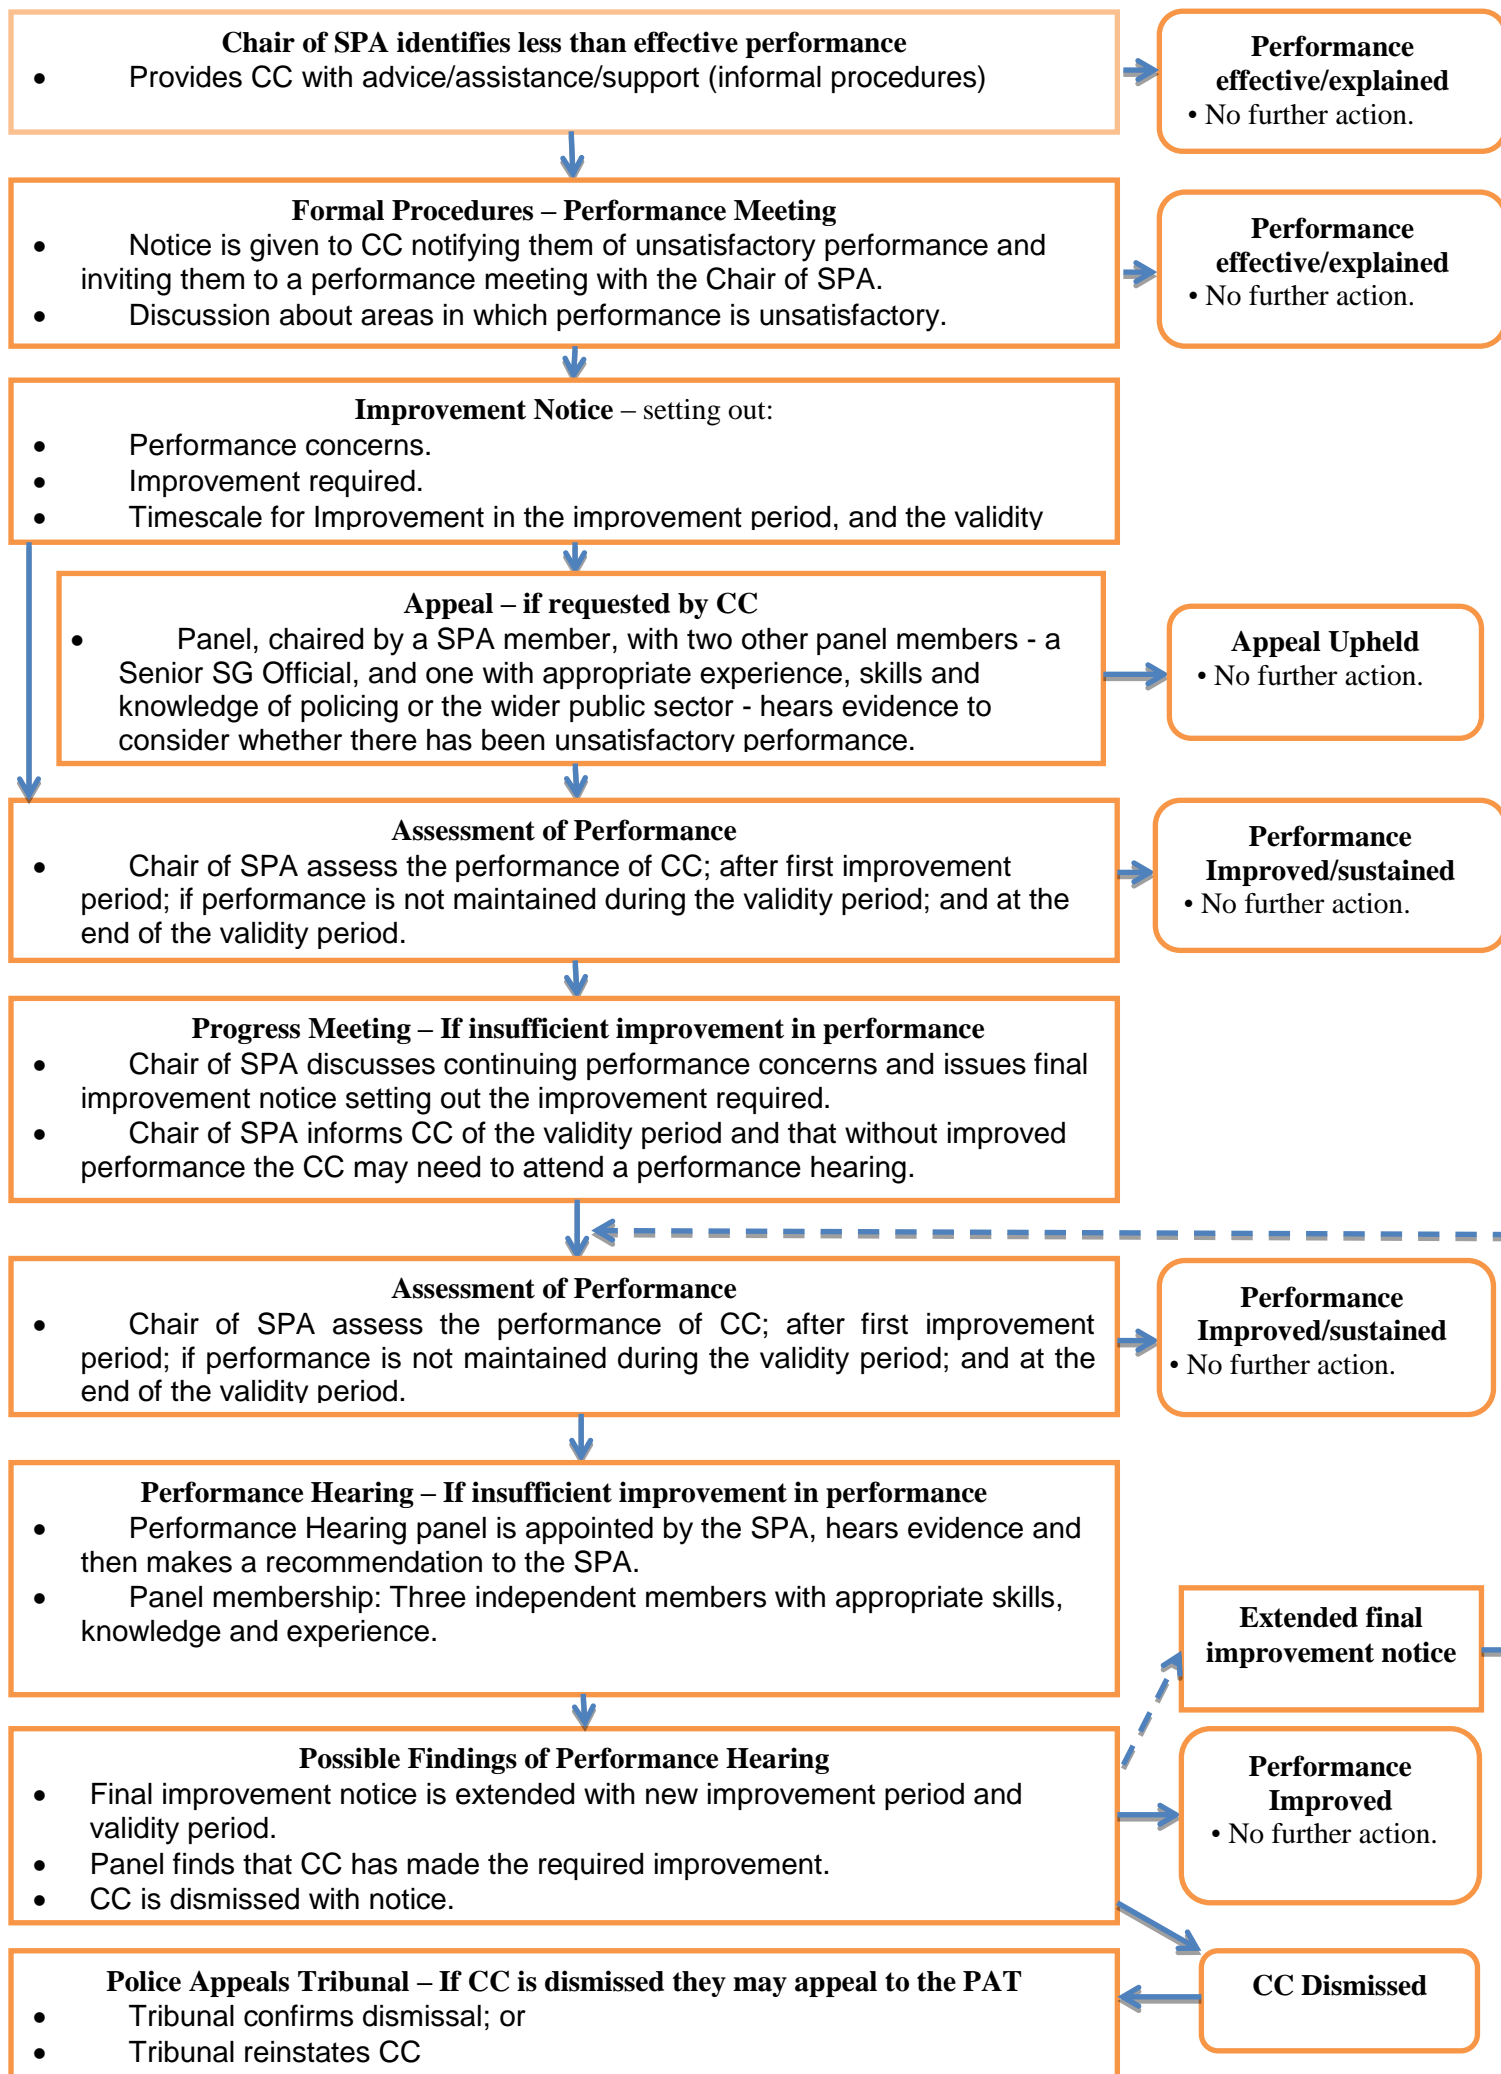 Chair of SPA identifies less than effective performance
• Provides CC with advice/assistance/support (informal procedures)
Performance
effective/explained
• No further action.
Formal Procedures – Performance Meeting
• Notice is given to CC notifying them of unsatisfactory performance and
inviting them to a performance meeting with the Chair of SPA.
• Discussion about areas in which performance is unsatisfactory.
Performance
effective/explained
• No further action.
Improvement Notice – setting out:
• Performance concerns.
• Improvement required.
• Timescale for Improvement in the improvement period, and the validity
Appeal – if requested by CC
• Panel, chaired by a SPA member, with two other panel members - a
Senior SG Official, and one with appropriate experience, skills and
knowledge of policing or the wider public sector - hears evidence to
consider whether there has been unsatisfactory performance.
Appeal Upheld
• No further action.
Assessment of Performance
• Chair of SPA assess the performance of CC; after first improvement
period; if performance is not maintained during the validity period; and at the
end of the validity period.
Performance
Improved/sustained
• No further action.
Progress Meeting – If insufficient improvement in performance
• Chair of SPA discusses continuing performance concerns and issues final
improvement notice setting out the improvement required.
• Chair of SPA informs CC of the validity period and that without improved
performance the CC may need to attend a performance hearing.
Assessment of Performance
• Chair of SPA assess the performance of CC; after first improvement
period; if performance is not maintained during the validity period; and at the
end of the validity period.
Performance
Improved/sustained
• No further action.
Performance Hearing – If insufficient improvement in performance
• Performance Hearing panel is appointed by the SPA, hears evidence and
then makes a recommendation to the SPA.
• Panel membership: Three independent members with appropriate skills,
knowledge and experience.
Extended final
improvement notice
Possible Findings of Performance Hearing
• Final improvement notice is extended with new improvement period and
validity period.
• Panel finds that CC has made the required improvement.
• CC is dismissed with notice.
Performance
Improved
• No further action.
Police Appeals Tribunal – If CC is dismissed they may appeal to the PAT
• Tribunal confirms dismissal; or
• Tribunal reinstates CC
CC Dismissed